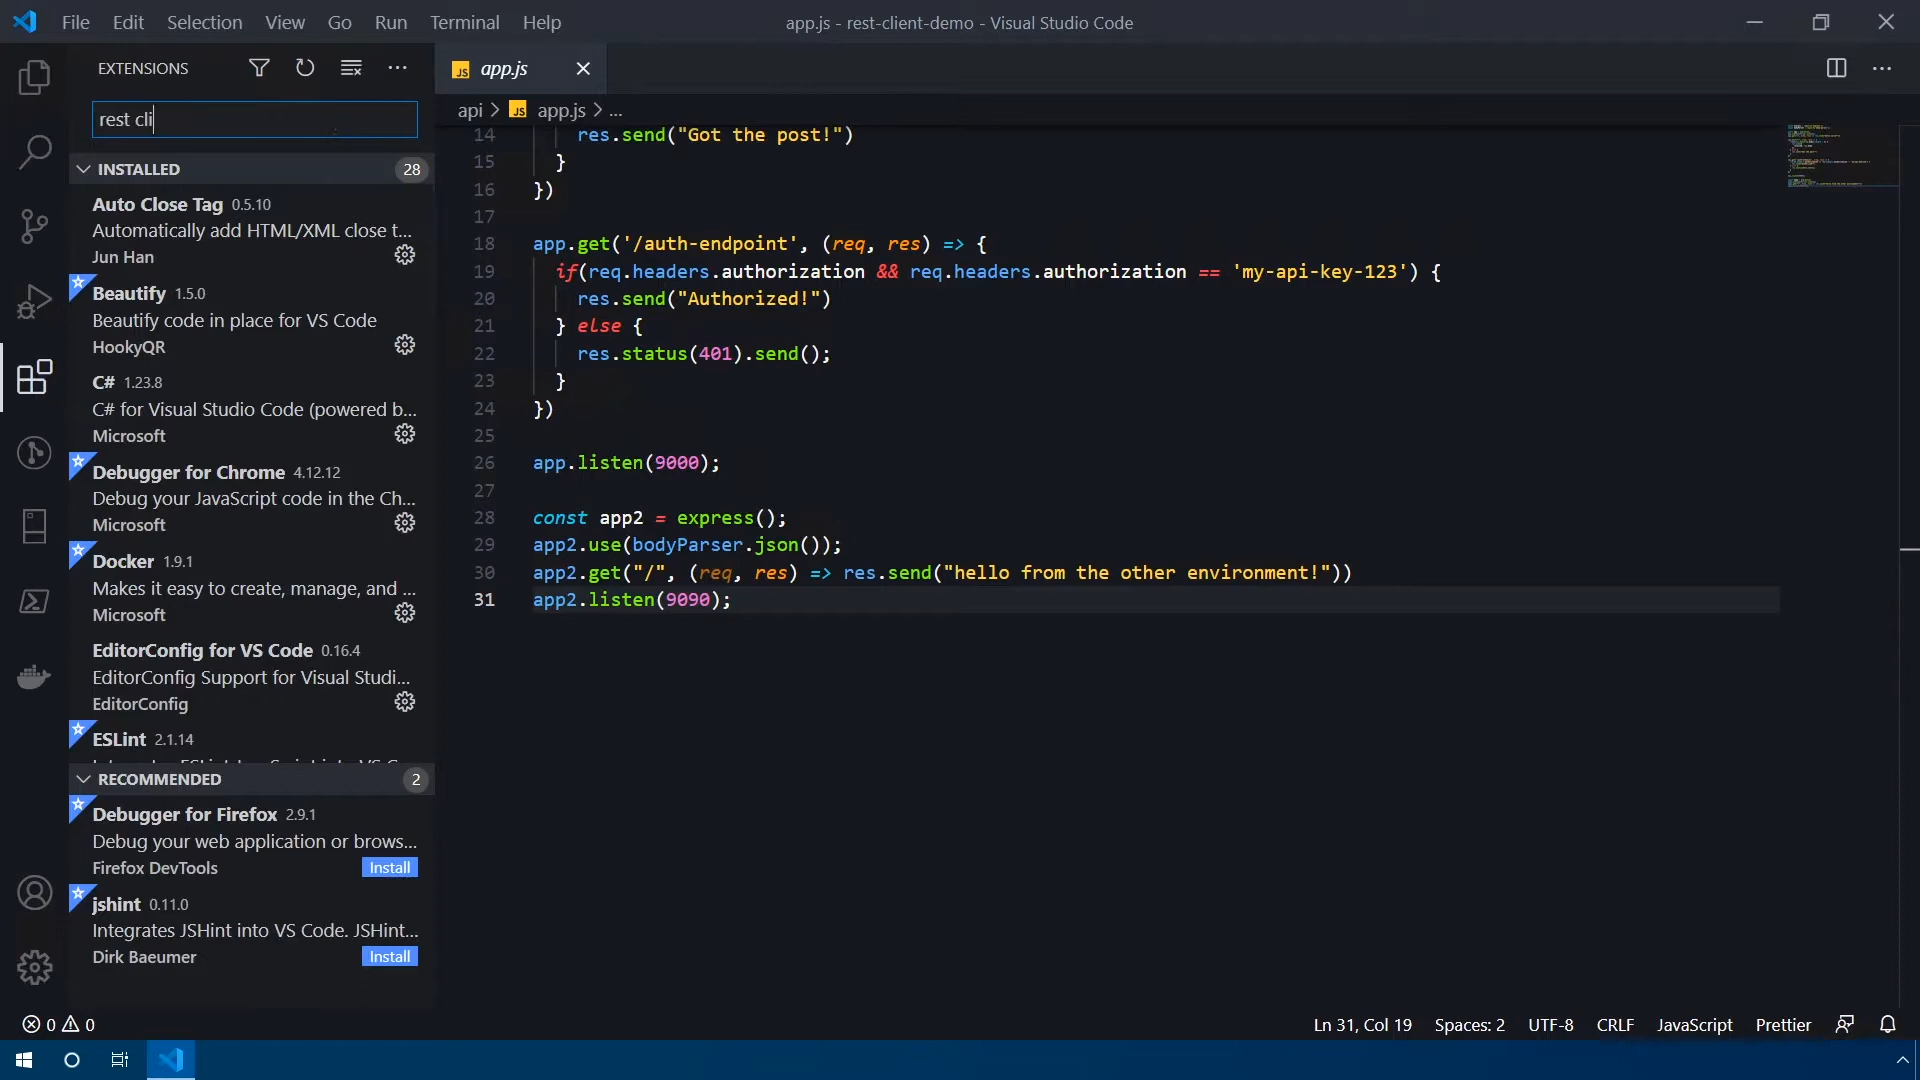 File Edit Selection View Go Run Terminal Help
app.js - rest-client-demo - Visual Studio Code
EXTENSIONS
rest cli
INSTALLED 28
Auto Close Tag 0.5.10
Automatically add HTML/XML close t...
Jun Han
Beautify 1.5.0
Beautify code in place for VS Code
HookyQR
C# 1.23.8
C# for Visual Studio Code (powered b...
Microsoft
Debugger for Chrome 4.12.12
Debug your JavaScript code in the Ch...
Microsoft
Docker 1.9.1
Makes it easy to create, manage, and ...
Microsoft
EditorConfig for VS Code 0.16.4
EditorConfig Support for Visual Studi...
EditorConfig
ESLint 2.1.14
RECOMMENDED 2
Debugger for Firefox 2.9.1
Debug your web application or brows...
Firefox DevTools Install
jshint 0.11.0
Integrates JSHint into VS Code. JSHint...
Dirk Baeumer Install
JS app.js
api > JS app.js > ...
14 res.send("Got the post!")
15 }
16 })
17
18 app.get('/auth-endpoint', (req, res) => {
19 if(req.headers.authorization && req.headers.authorization == 'my-api-key-123') {
20 res.send("Authorized!")
21 } else {
22 res.status(401).send();
23 }
24 })
25
26 app.listen(9000);
27
28 const app2 = express();
29 app2.use(bodyParser.json());
30 app2.get("/", (req, res) => res.send("hello from the other environment!"))
31 app2.listen(9090);
0 0
Ln 31, Col 19 Spaces: 2 UTF-8 CRLF JavaScript Prettier